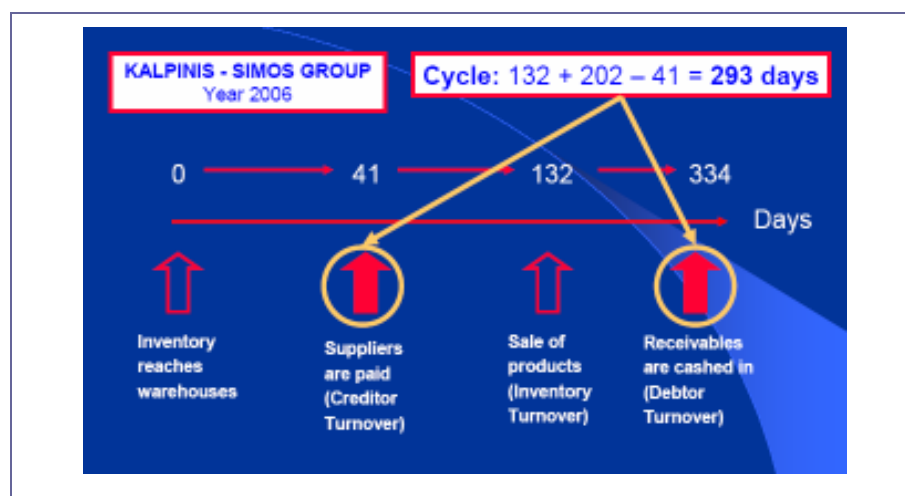 KALPINIS - SIMOS GROUP
Year 2006
Cycle: 132 + 202 – 41 = 293 days
0
41
132
334
Days
Inventory
reaches
warehouses
Suppliers
are paid
(Creditor
Turnover)
Sale of
products
(Inventory
Turnover)
Receivables
are cashed in
(Debtor
Turnover)